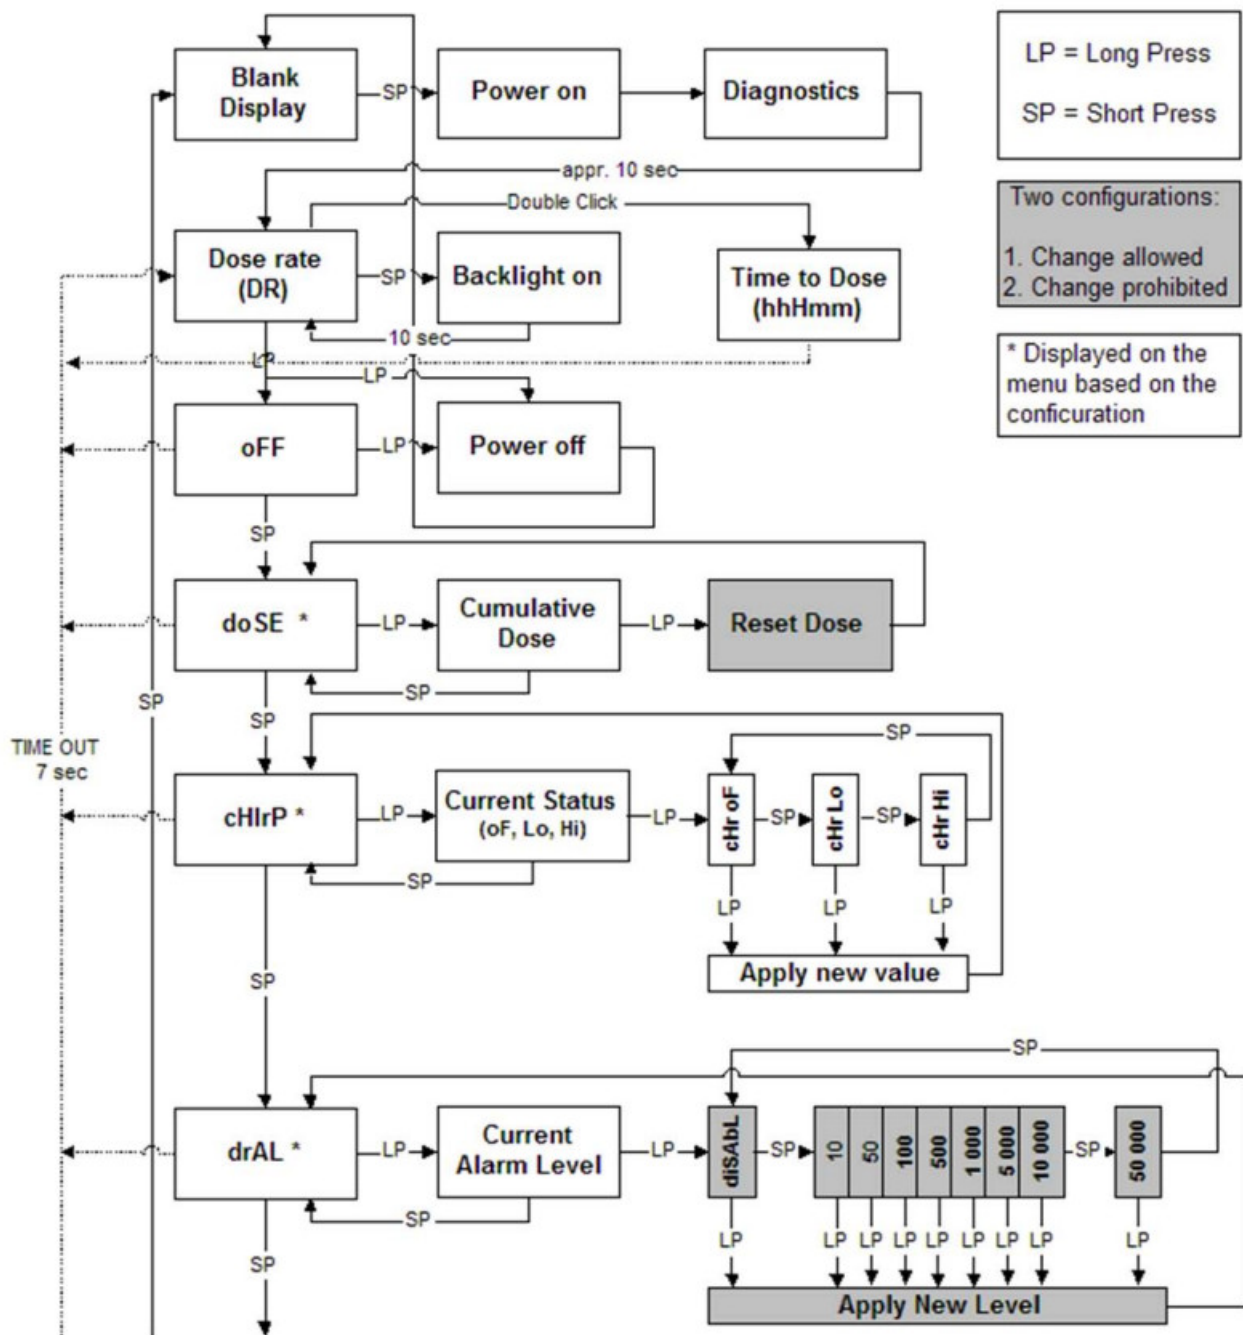 LP = Long Press
SP = Short Press
Blank
Display
SP
Power on
Diagnostics
appr. 10 sec
Two configurations:
1. Change allowed
2. Change prohibited
Double Click
Dose rate
(DR)
SP
Backlight on
Time to Dose
(hhHmm)
10 sec
* Displayed on the
menu based on the
conficuration
LP
LP
oFF
LP
Power off
SP
doSE *
LP
Cumulative
Dose
LP
Reset Dose
SP
SP
SP
TIME OUT
7 sec
SP
cHIrP *
LP
Current Status
(oF, Lo, Hi)
LP
cHr oF
SP
cHr Lo
SP
cHr Hi
SP
LP
LP
LP
Apply new value
SP
SP
drAL *
LP
Current
Alarm Level
LP
diSAbL
SP
10
50
100
500
1 000
5 000
10 000
SP
50 000
SP
LP
LP
LP
LP
LP
LP
LP
LP
LP
SP
Apply New Level